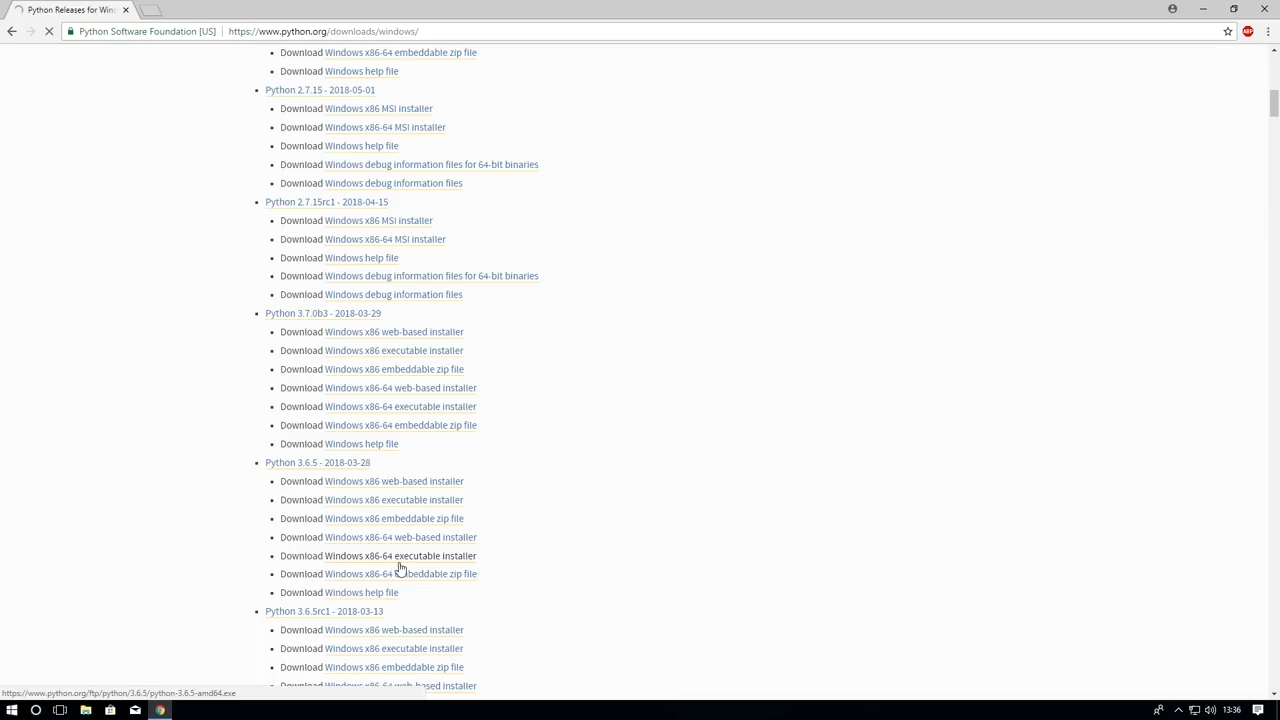 Python Releases for Win
Python Software Foundation [US]
https://www.python.org/downloads/windows/
ABP
Download Windows x86-64 embeddable zip file
Download Windows help file
Python 2.7.15 - 2018-05-01
Download Windows x86 MSI installer
Download Windows x86-64 MSI installer
Download Windows help file
Download Windows debug information files for 64-bit binaries
Download Windows debug information files
Python 2.7.15rc1 - 2018-04-15
Download Windows x86 MSI installer
Download Windows x86-64 MSI installer
Download Windows help file
Download Windows debug information files for 64-bit binaries
Download Windows debug information files
Python 3.7.0b3 - 2018-03-29
Download Windows x86 web-based installer
Download Windows x86 executable installer
Download Windows x86 embeddable zip file
Download Windows x86-64 web-based installer
Download Windows x86-64 executable installer
Download Windows x86-64 embeddable zip file
Download Windows help file
Python 3.6.5 - 2018-03-28
Download Windows x86 web-based installer
Download Windows x86 executable installer
Download Windows x86 embeddable zip file
Download Windows x86-64 web-based installer
Download Windows x86-64 executable installer
Download Windows x86-64 embeddable zip file
Download Windows help file
Python 3.6.5rc1 - 2018-03-13
Download Windows x86 web-based installer
Download Windows x86 executable installer
Download Windows x86 embeddable zip file
Download Windows x86-64 web-based installer
https://www.python.org/ftp/python/3.6.5/python-3.6.5-amd64.exe
13:36